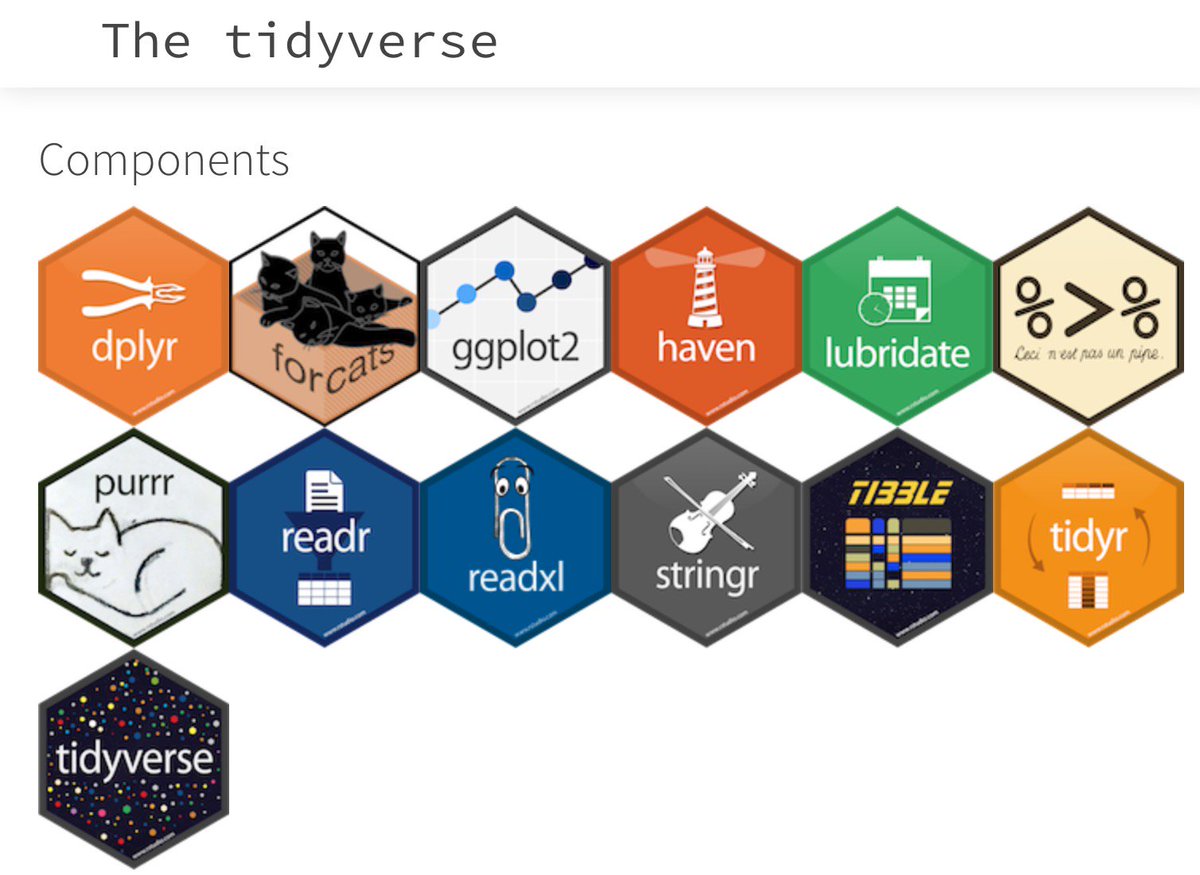 The tidyverse
Components
dplyr
forcats
ggplot2
haven
lubridate
%>%
Ceci n'est pas un pipe.
purrr
readr
readxl
stringr
TIBBLE
tidyr
tidyverse